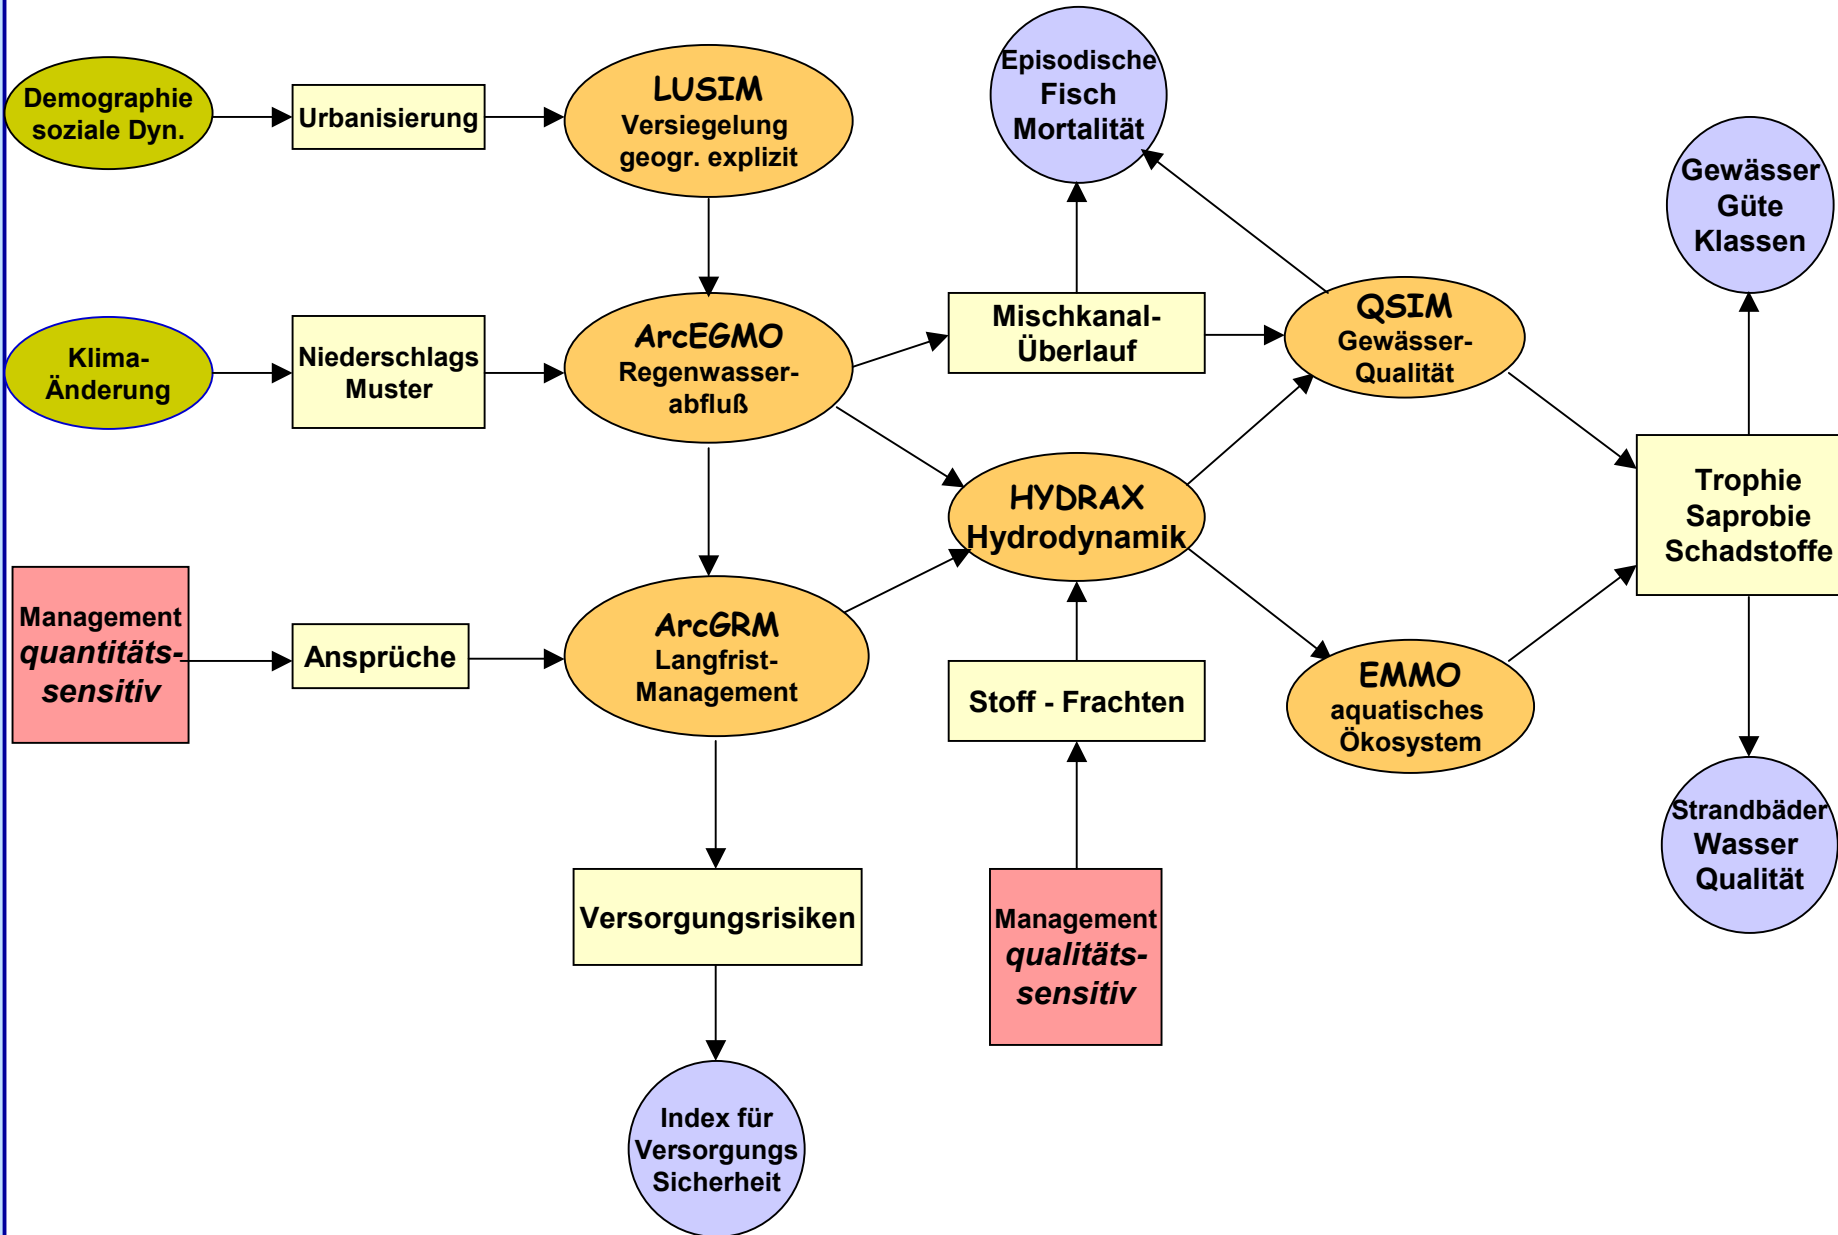 Demographie
soziale Dyn.
Urbanisierung
LUSIM
Versiegelung
geogr. explizit
Episodische
Fisch
Mortalität
Gewässer
Güte
Klassen
Klima-
Änderung
Niederschlags
Muster
ArcEGMO
Regenwasser-
abfluß
Mischkanal-
Überlauf
QSIM
Gewässer-
Qualität
HYDRAX
Hydrodynamik
Trophie
Saprobie
Schadstoffe
Management
quantitäts-
sensitiv
Ansprüche
ArcGRM
Langfrist-
Management
Stoff - Frachten
EMMO
aquatisches
Ökosystem
Strandbäder
Wasser
Qualität
Versorgungsrisiken
Management
qualitäts-
sensitiv
Index für
Versorgungs
Sicherheit